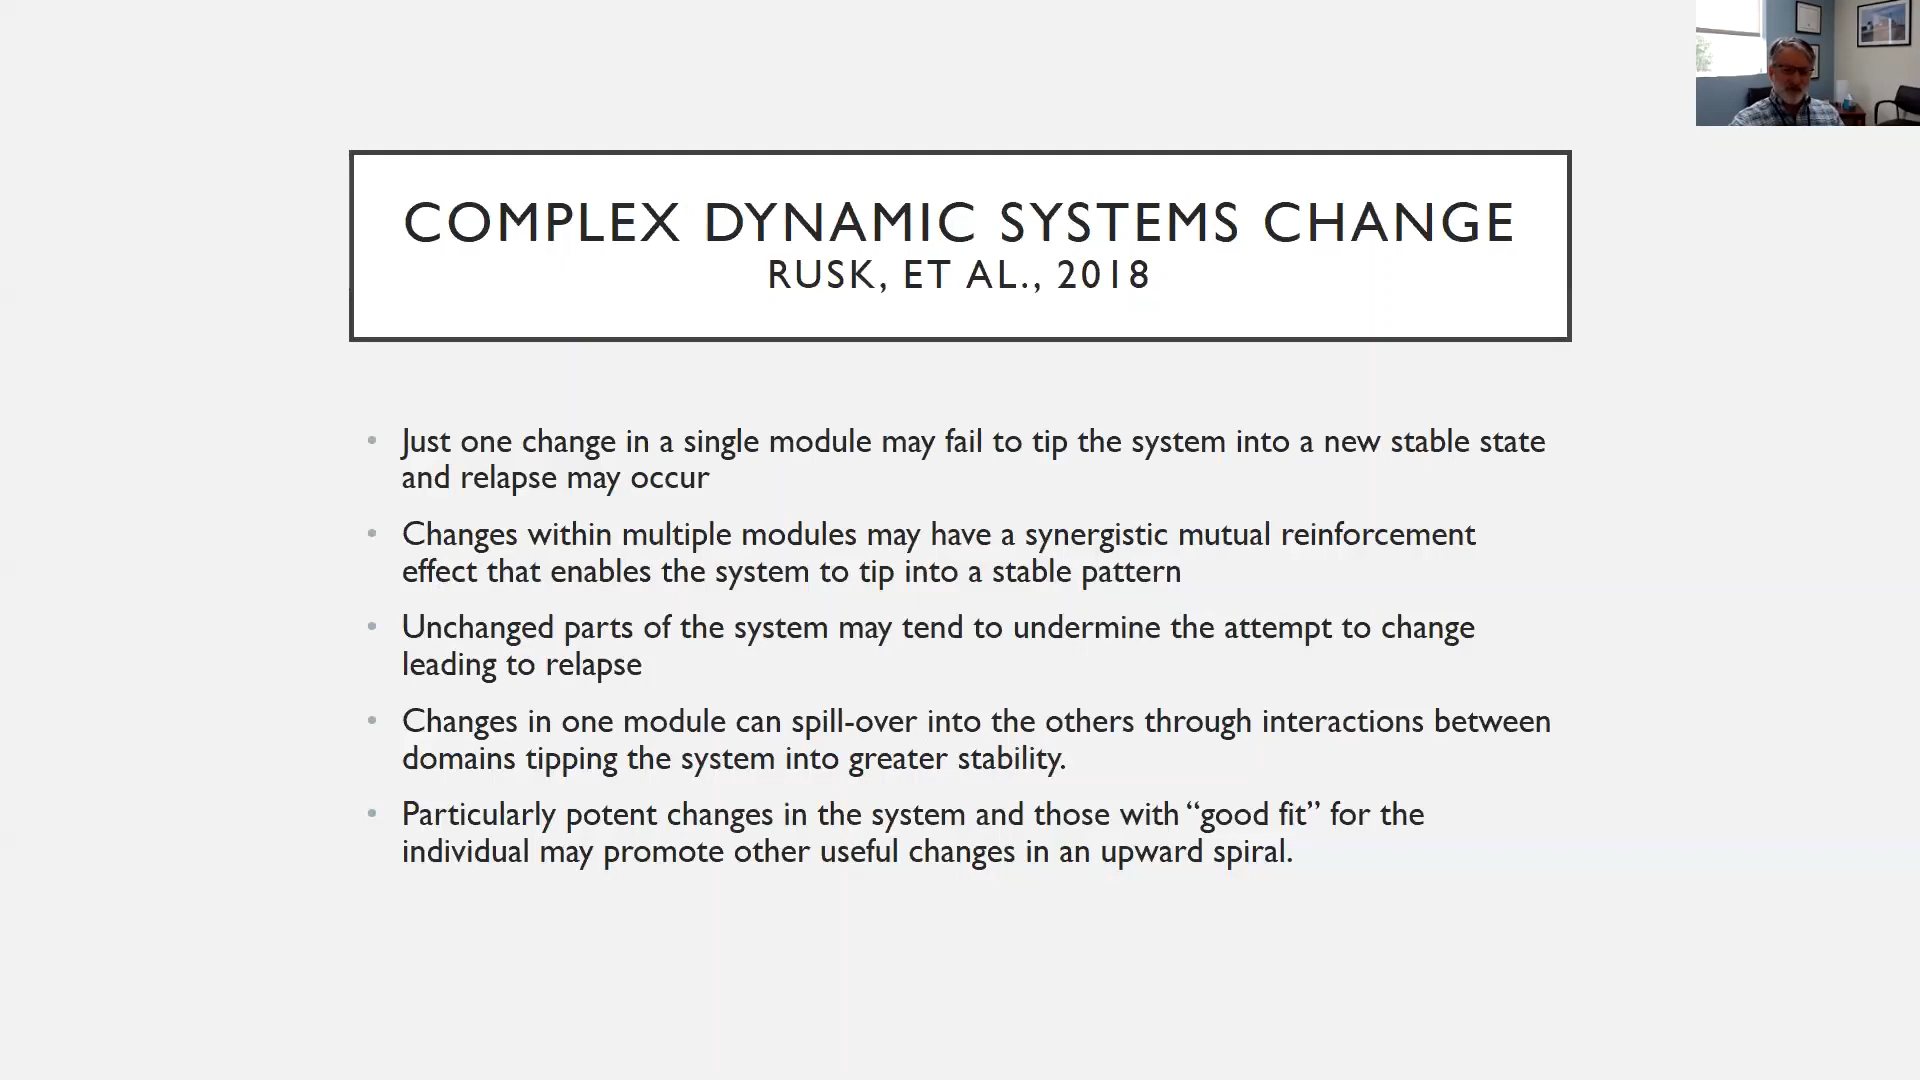 COMPLEX DYNAMIC SYSTEMS CHANGE
RUSK, ET AL., 2018
• Just one change in a single module may fail to tip the system into a new stable state
and relapse may occur
• Changes within multiple modules may have a synergistic mutual reinforcement
effect that enables the system to tip into a stable pattern
• Unchanged parts of the system may tend to undermine the attempt to change
leading to relapse
• Changes in one module can spill-over into the others through interactions between
domains tipping the system into greater stability.
• Particularly potent changes in the system and those with “good fit” for the
individual may promote other useful changes in an upward spiral.